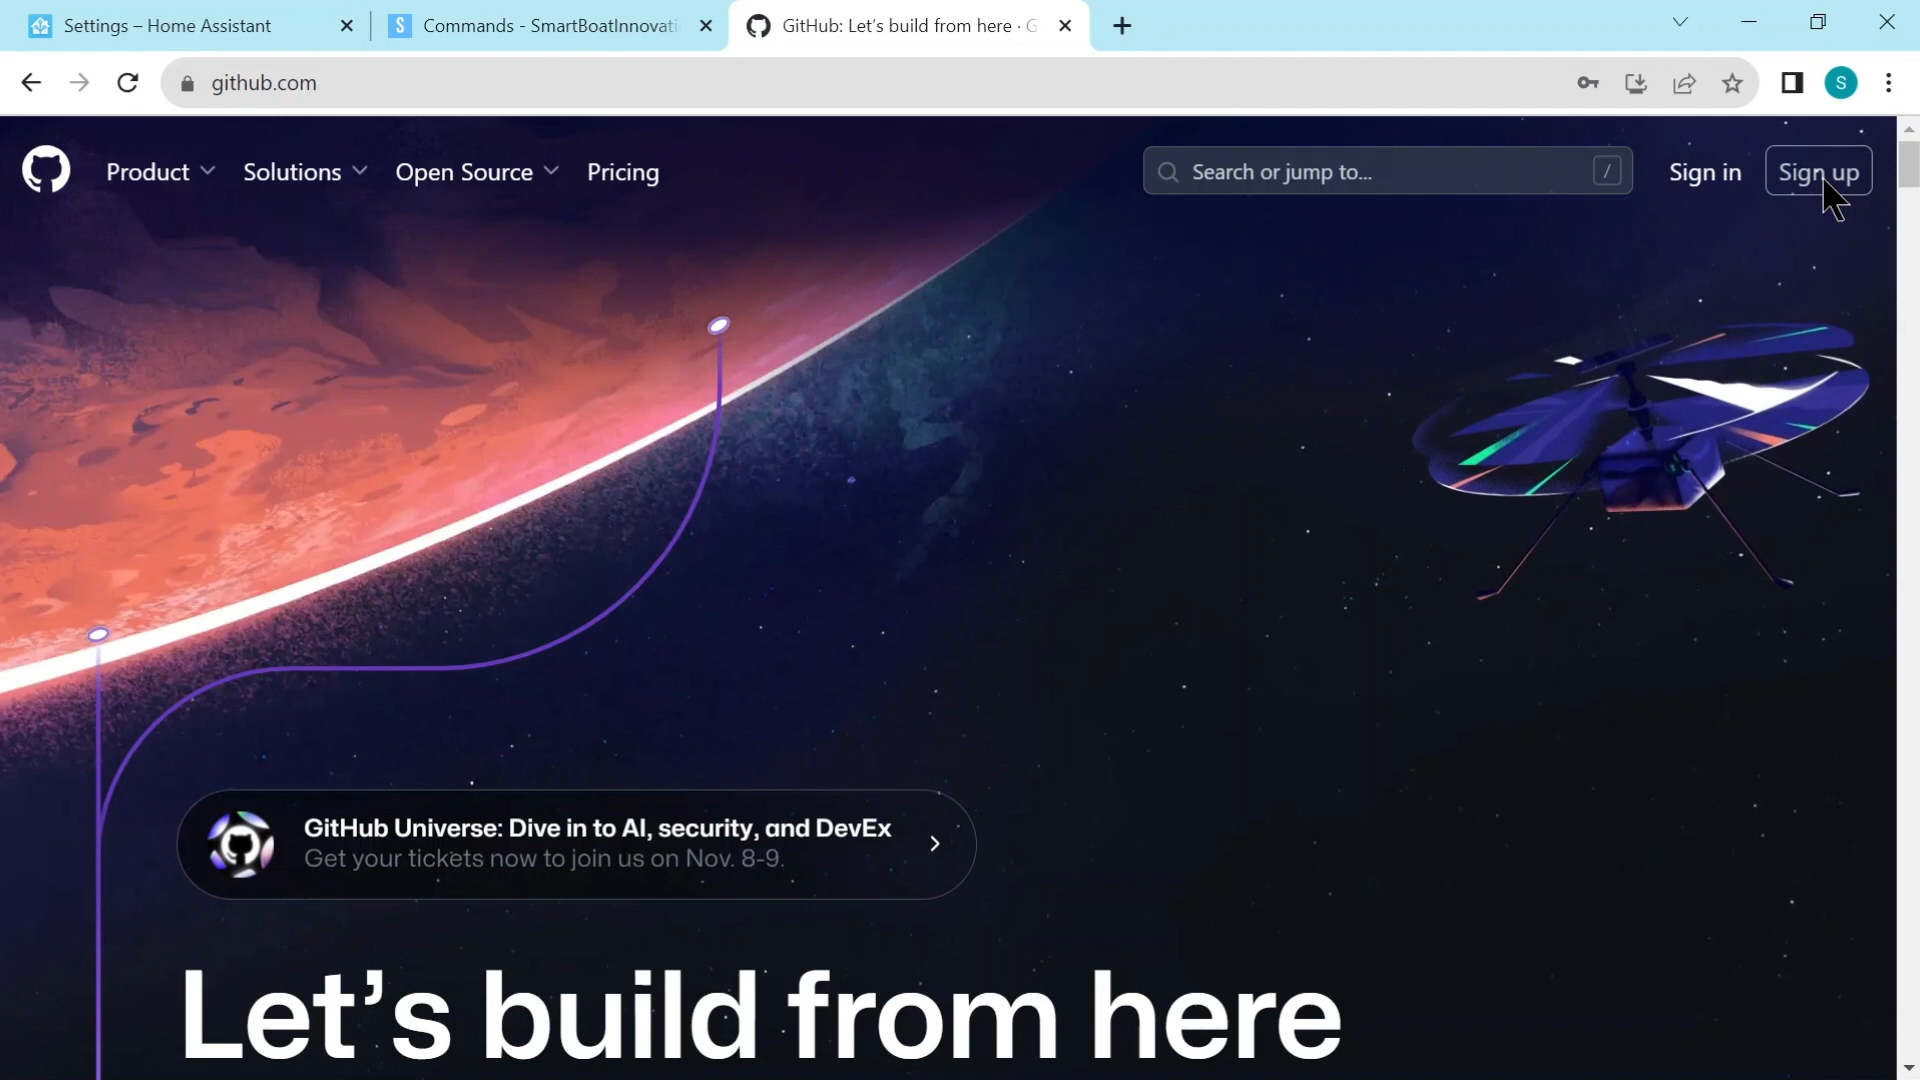 Settings – Home Assistant
S
Commands - SmartBoatInnovati
GitHub: Let's build from here · G
github.com
S
Product
Solutions
Open Source
Pricing
Search or jump to...
/
Sign in
Sign up
GitHub Universe: Dive in to AI, security, and DevEx
Get your tickets now to join us on Nov. 8-9.
Let's build from here